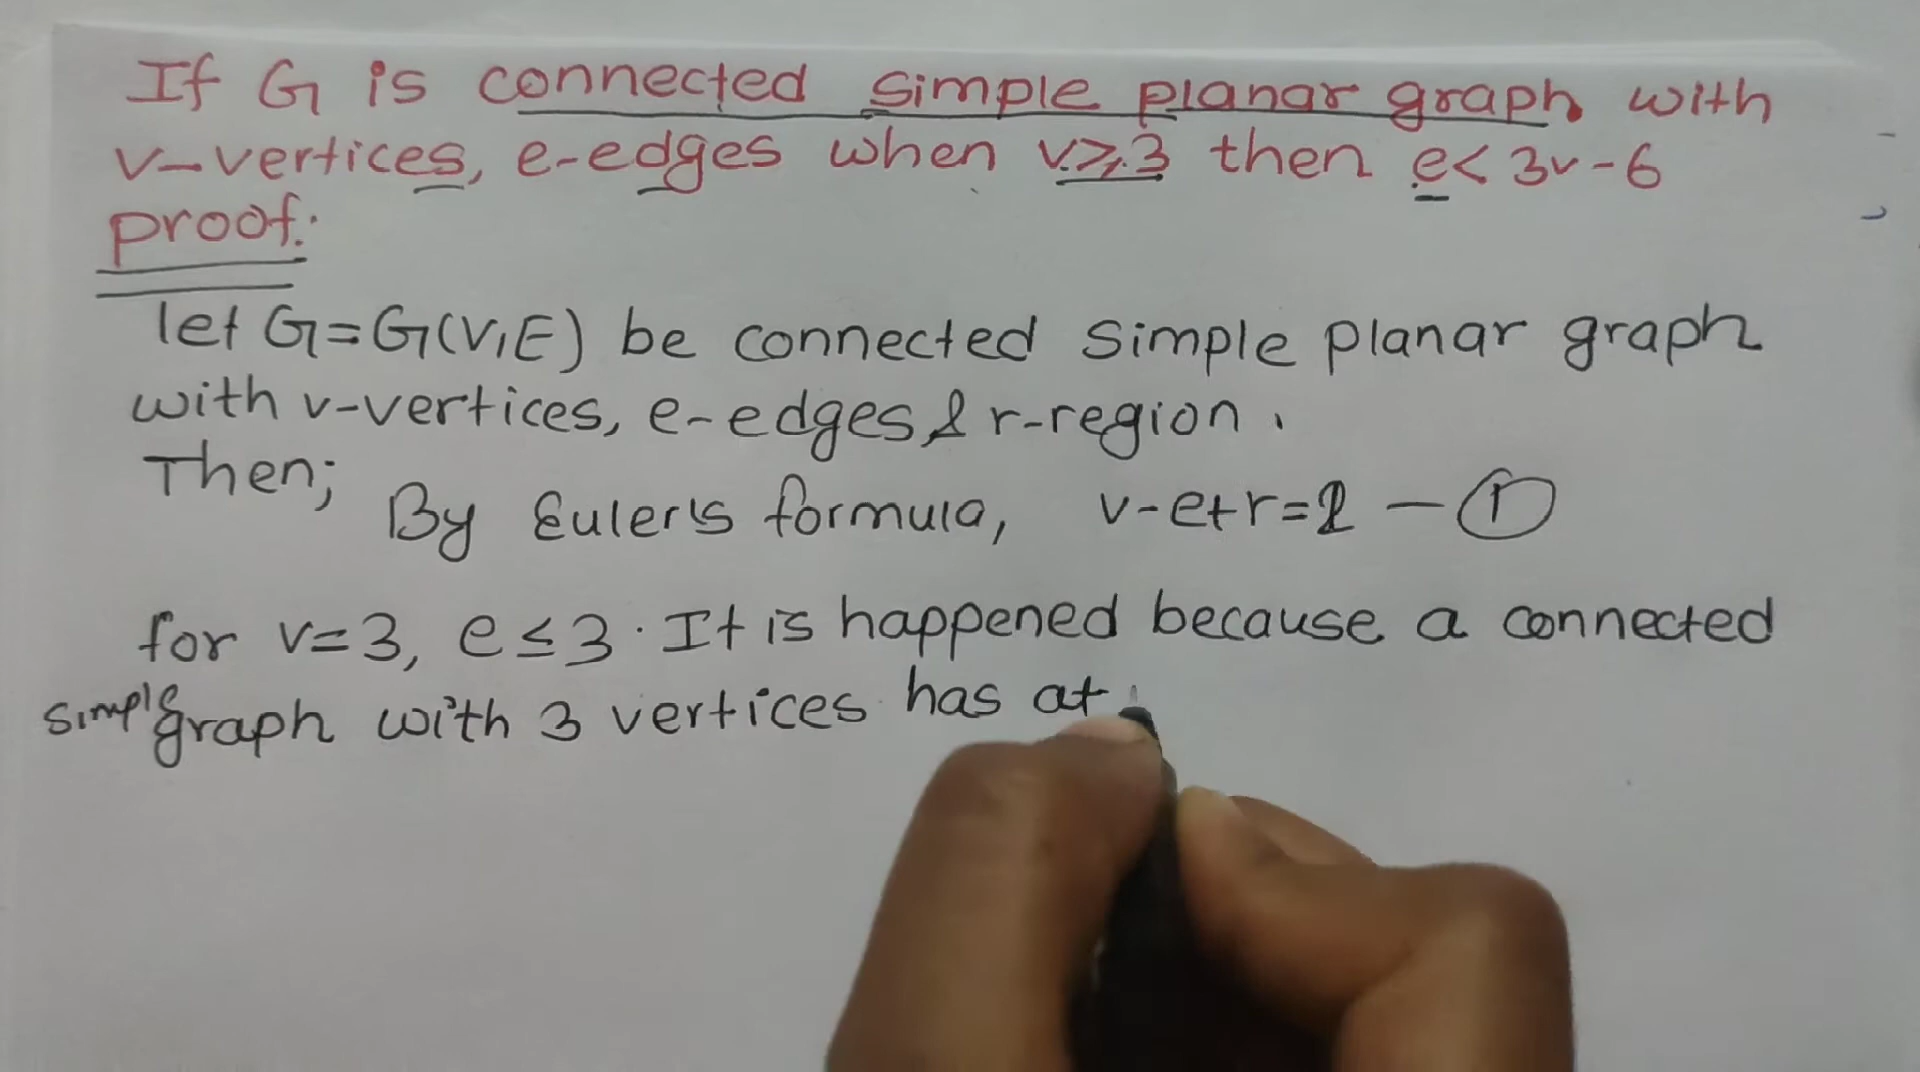 If G is connected simple planar graph with
v-vertices, e-edges when v≥3 then e< 3v-6
proof:
let G=G(V,E) be connected simple planar graph
with v-vertices, e-edges & r-region.
Then;
By Euler's formula, v-e+r=2 - ①
for v=3, e≤3. It is happened because a connected
simple graph with 3 vertices has at